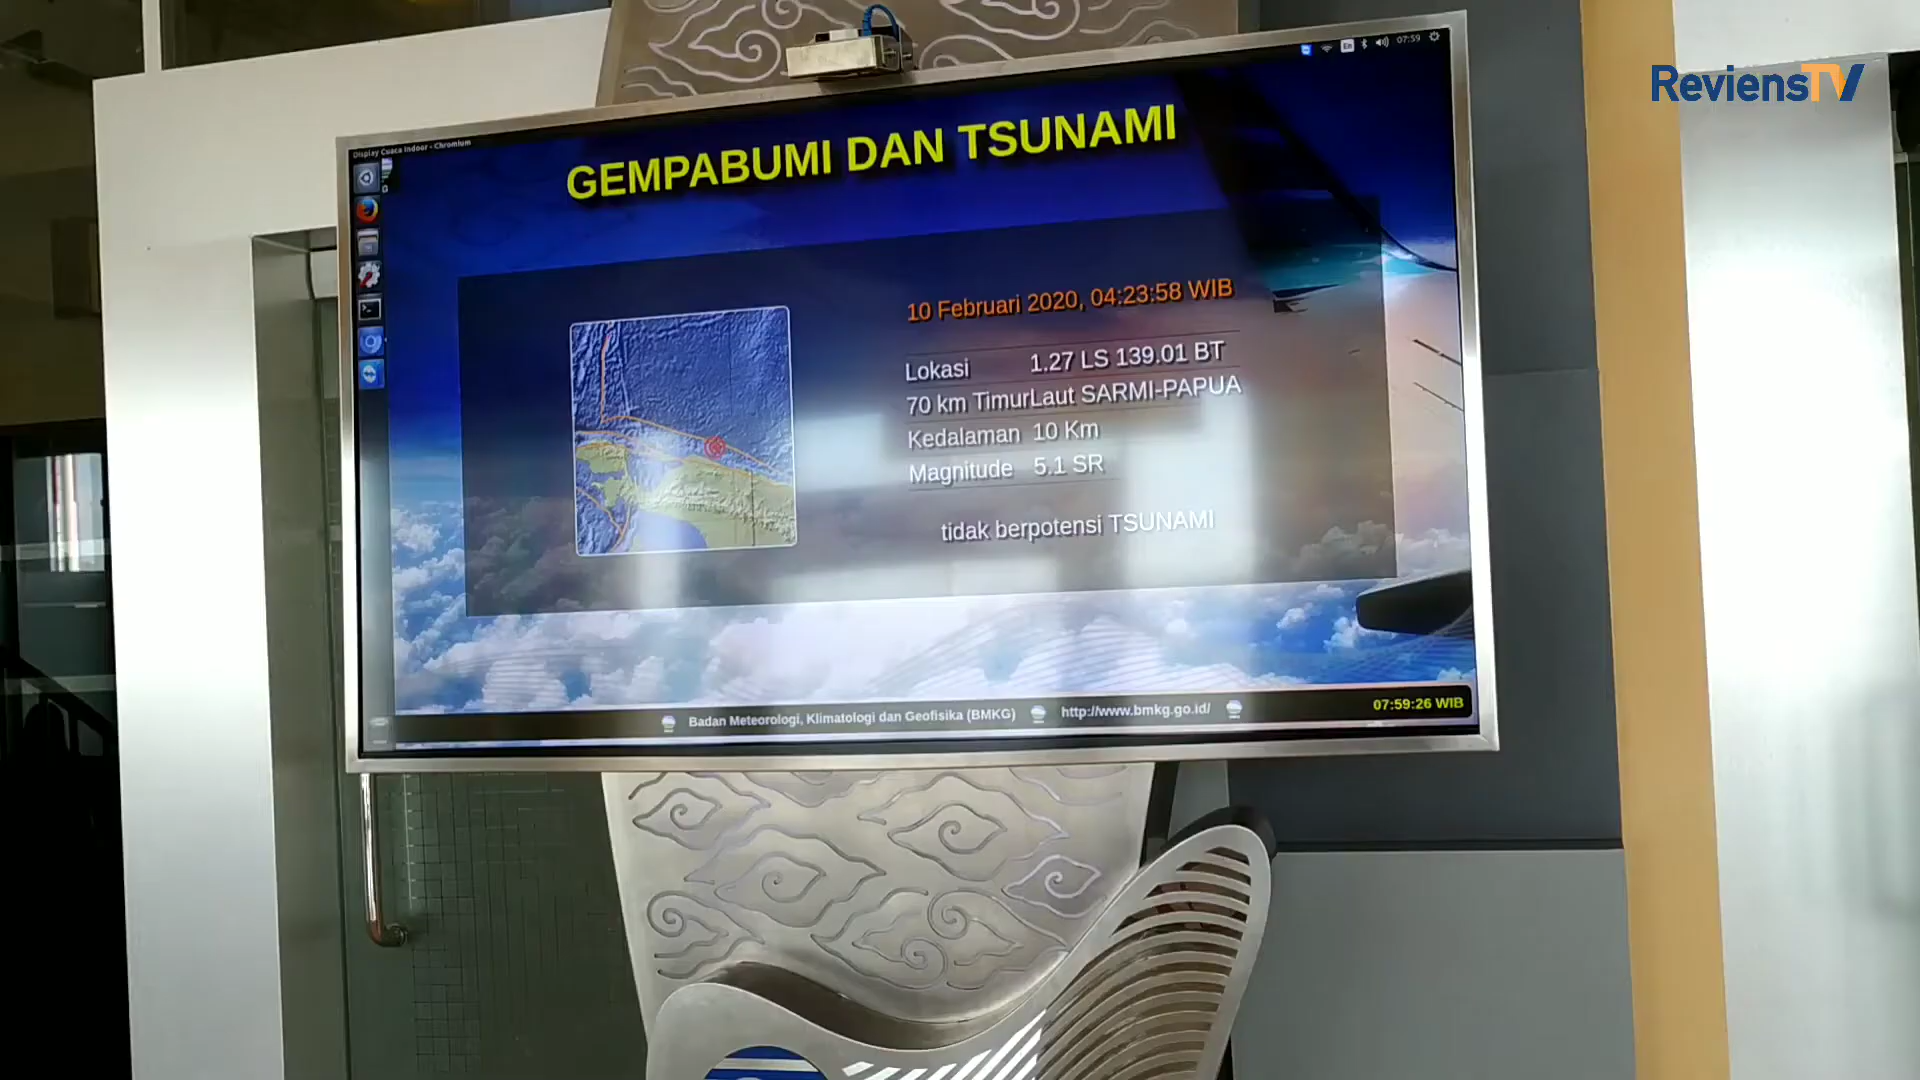 ReviensTV
07:59
Display Cuaca Indoor - Chromium
GEMPABUMI DAN TSUNAMI
10 Februari 2020, 04:23:58 WIB
Lokasi 1.27 LS 139.01 BT
70 km TimurLaut SARMI-PAPUA
Kedalaman 10 Km
Magnitude 5.1 SR
tidak berpotensi TSUNAMI
Badan Meteorologi, Klimatologi dan Geofisika (BMKG) http://www.bmkg.go.id/ 07:59:26 WIB